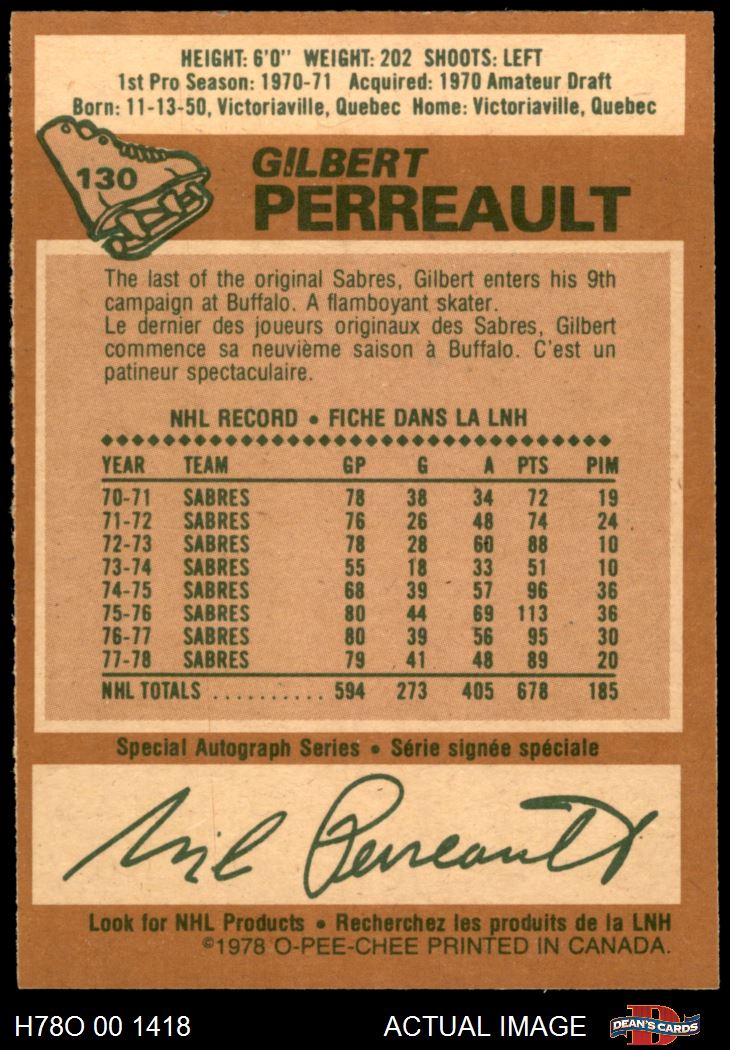 HEIGHT: 6'0" WEIGHT: 202 SHOOTS: LEFT
1st Pro Season: 1970-71 Acquired: 1970 Amateur Draft
Born: 11-13-50, Victoriaville, Quebec Home: Victoriaville, Quebec
130
GILBERT
PERREAULT
The last of the original Sabres, Gilbert enters his 9th
campaign at Buffalo. A flamboyant skater.
Le dernier des joueurs originaux des Sabres, Gilbert
commence sa neuvième saison à Buffalo. C'est un
patineur spectaculaire.
NHL RECORD • FICHE DANS LA LNH
YEAR TEAM GP G A PTS PIM
70-71 SABRES 78 38 34 72 19
71-72 SABRES 76 26 48 74 24
72-73 SABRES 78 28 60 88 10
73-74 SABRES 55 18 33 51 10
74-75 SABRES 68 39 57 96 36
75-76 SABRES 80 44 69 113 36
76-77 SABRES 80 39 56 95 30
77-78 SABRES 79 41 48 89 20
NHL TOTALS .......... 594 273 405 678 185
Special Autograph Series • Série signée spéciale
Gil Perreault
Look for NHL Products • Recherchez les produits de la LNH
©1978 O-PEE-CHEE PRINTED IN CANADA.
H78O 00 1418 ACTUAL IMAGE D DEAN'S CARDS